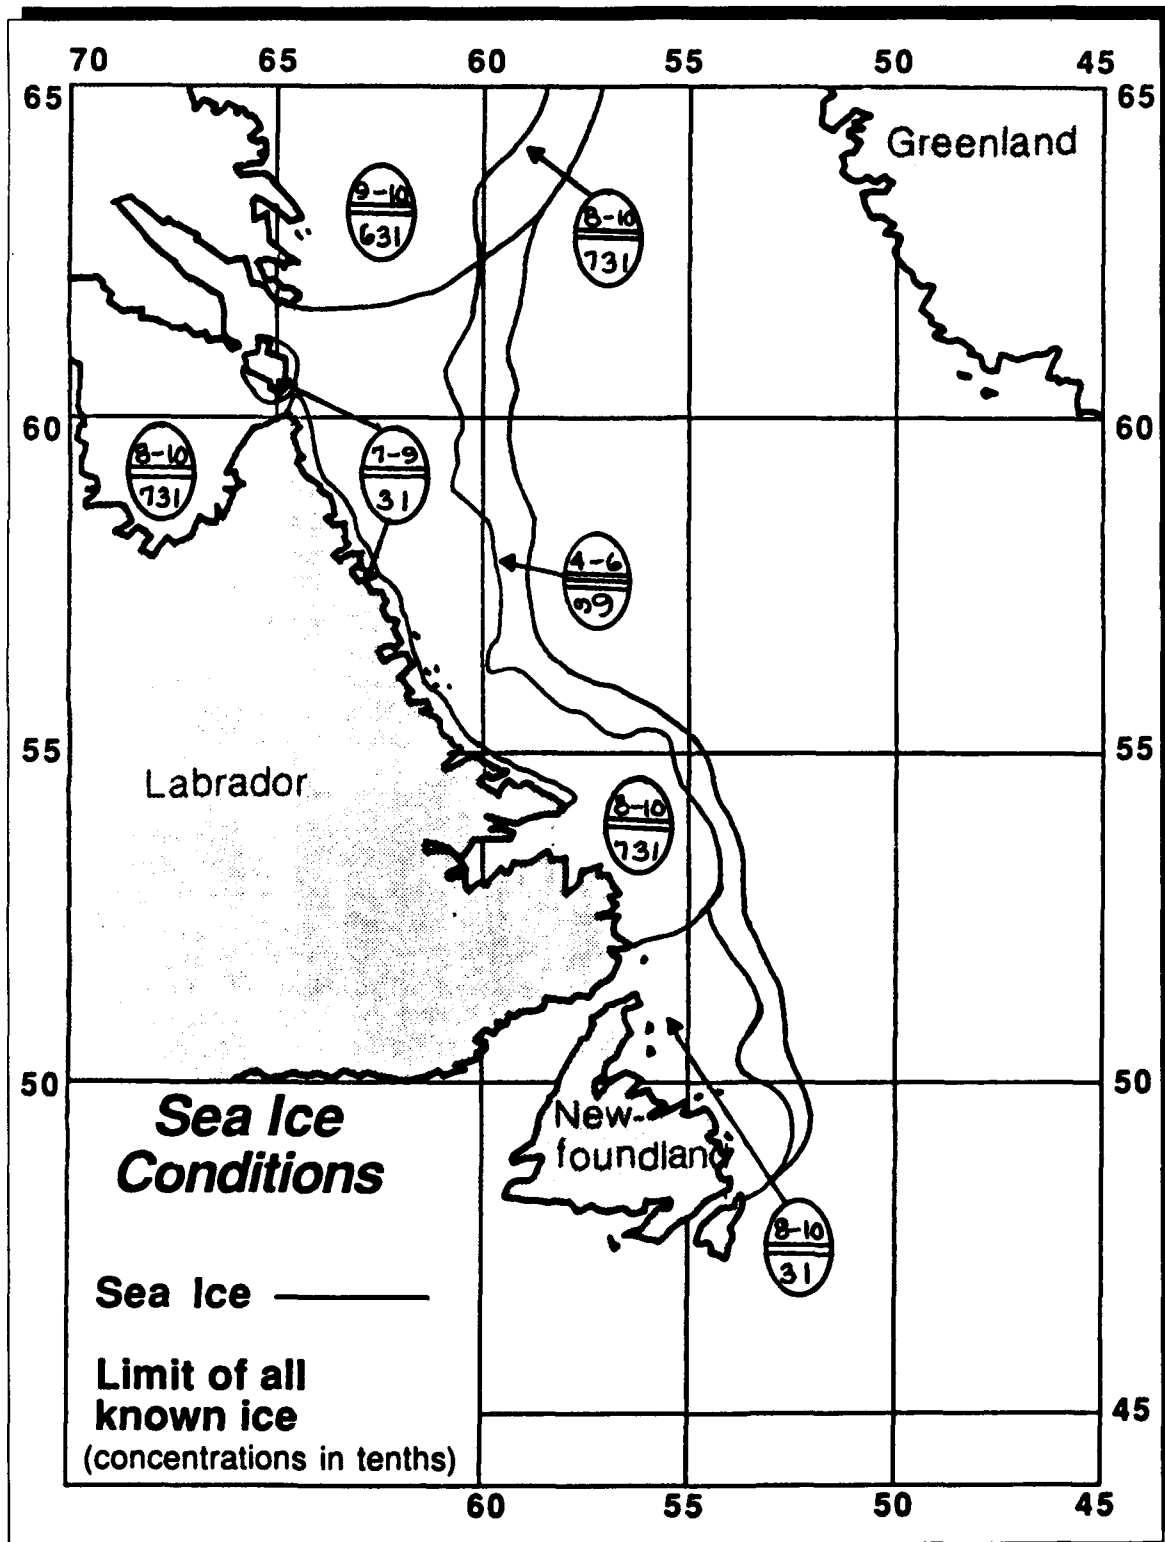 70 65 60 55 50 45
65 65
Greenland
9-10
631
8-10
731
60 60
8-10
731
7-9
31
4-6
39
55 55
Labrador
8-10
731
50 50
Sea Ice
Conditions
New-
foundland
8-10
31
Sea Ice
Limit of all
known ice
(concentrations in tenths)
45
60 55 50 45